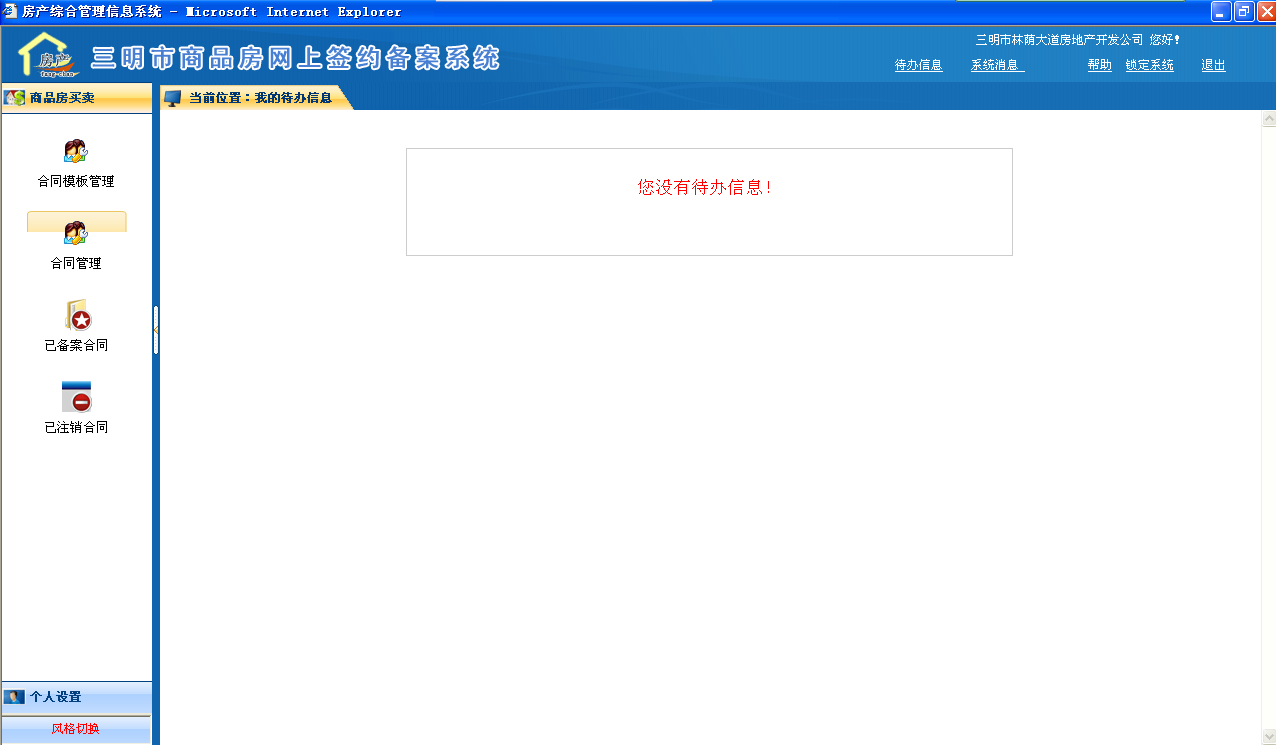 房产综合管理信息系统 - Microsoft Internet Explorer
房产
fang-chan
三明市商品房网上签约备案系统
三明市林荫大道房地产开发公司 您好!
待办信息 系统消息 帮助 锁定系统 退出
商品房买卖
当前位置：我的待办信息
合同模板管理
您没有待办信息!
合同管理
已备案合同
已注销合同
个人设置
风格切换